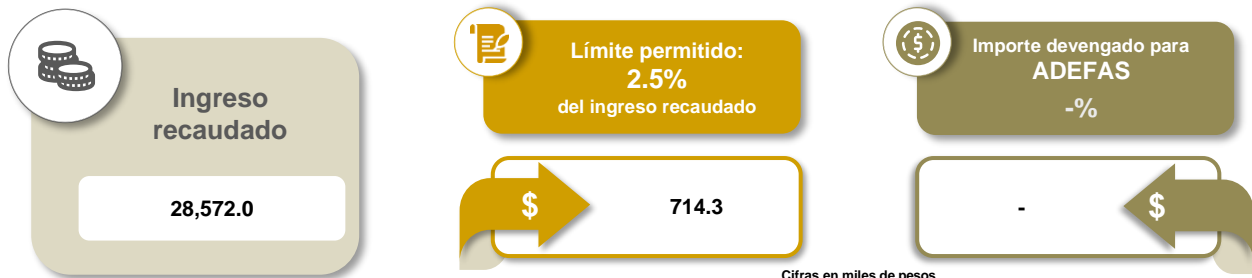 Ingreso
recaudado
28,572.0
Límite permitido:
2.5%
del ingreso recaudado
$
714.3
Importe devengado para
ADEFAS
-%
-
$
Cifras en miles de pesos